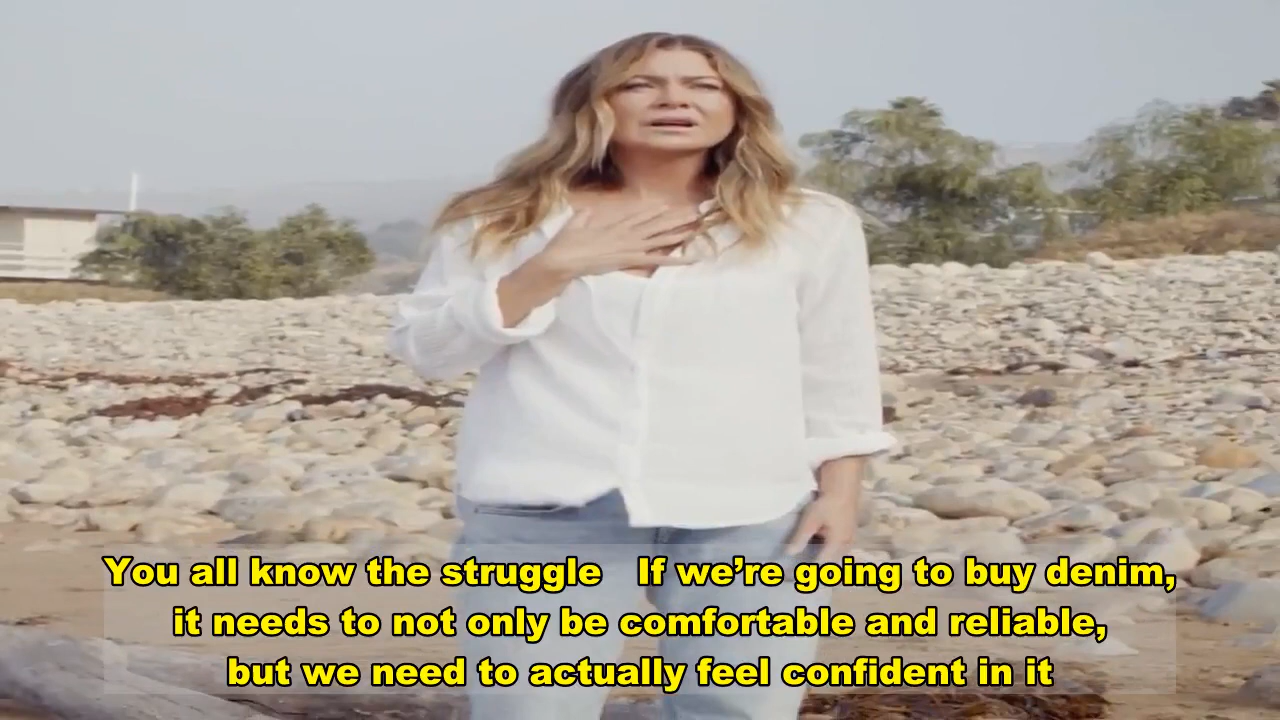 You all know the struggle If we’re going to buy denim,
it needs to not only be comfortable and reliable,
but we need to actually feel confident in it